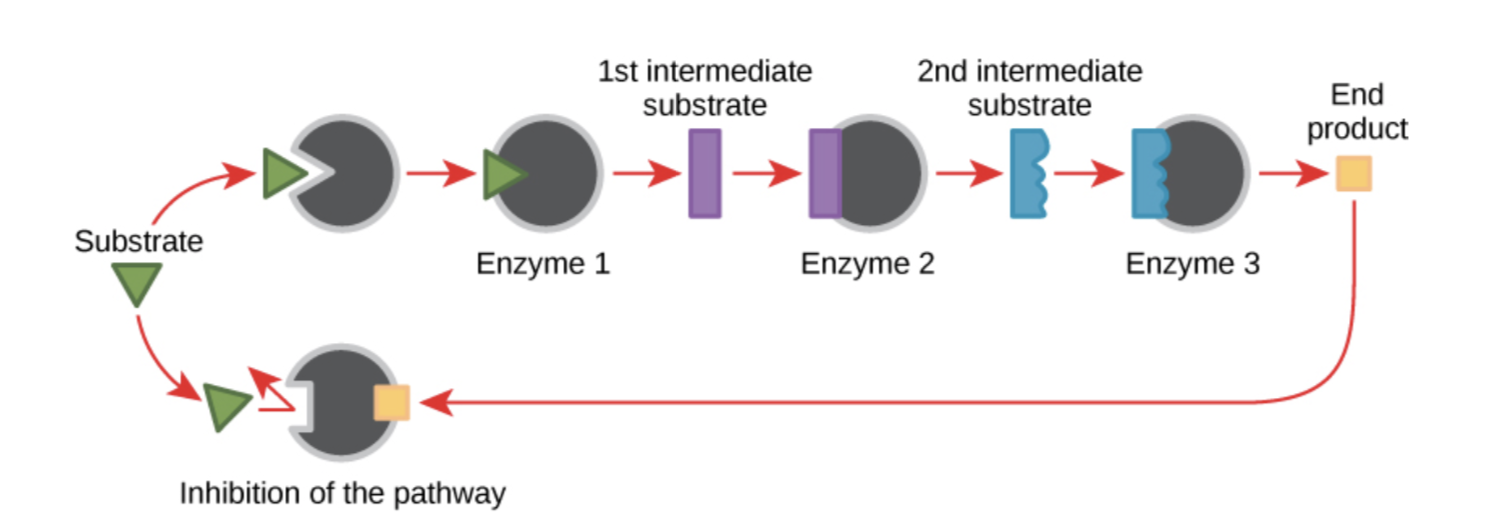 1st intermediate
substrate
2nd intermediate
substrate
End
product
Substrate
Enzyme 1
Enzyme 2
Enzyme 3
Inhibition of the pathway